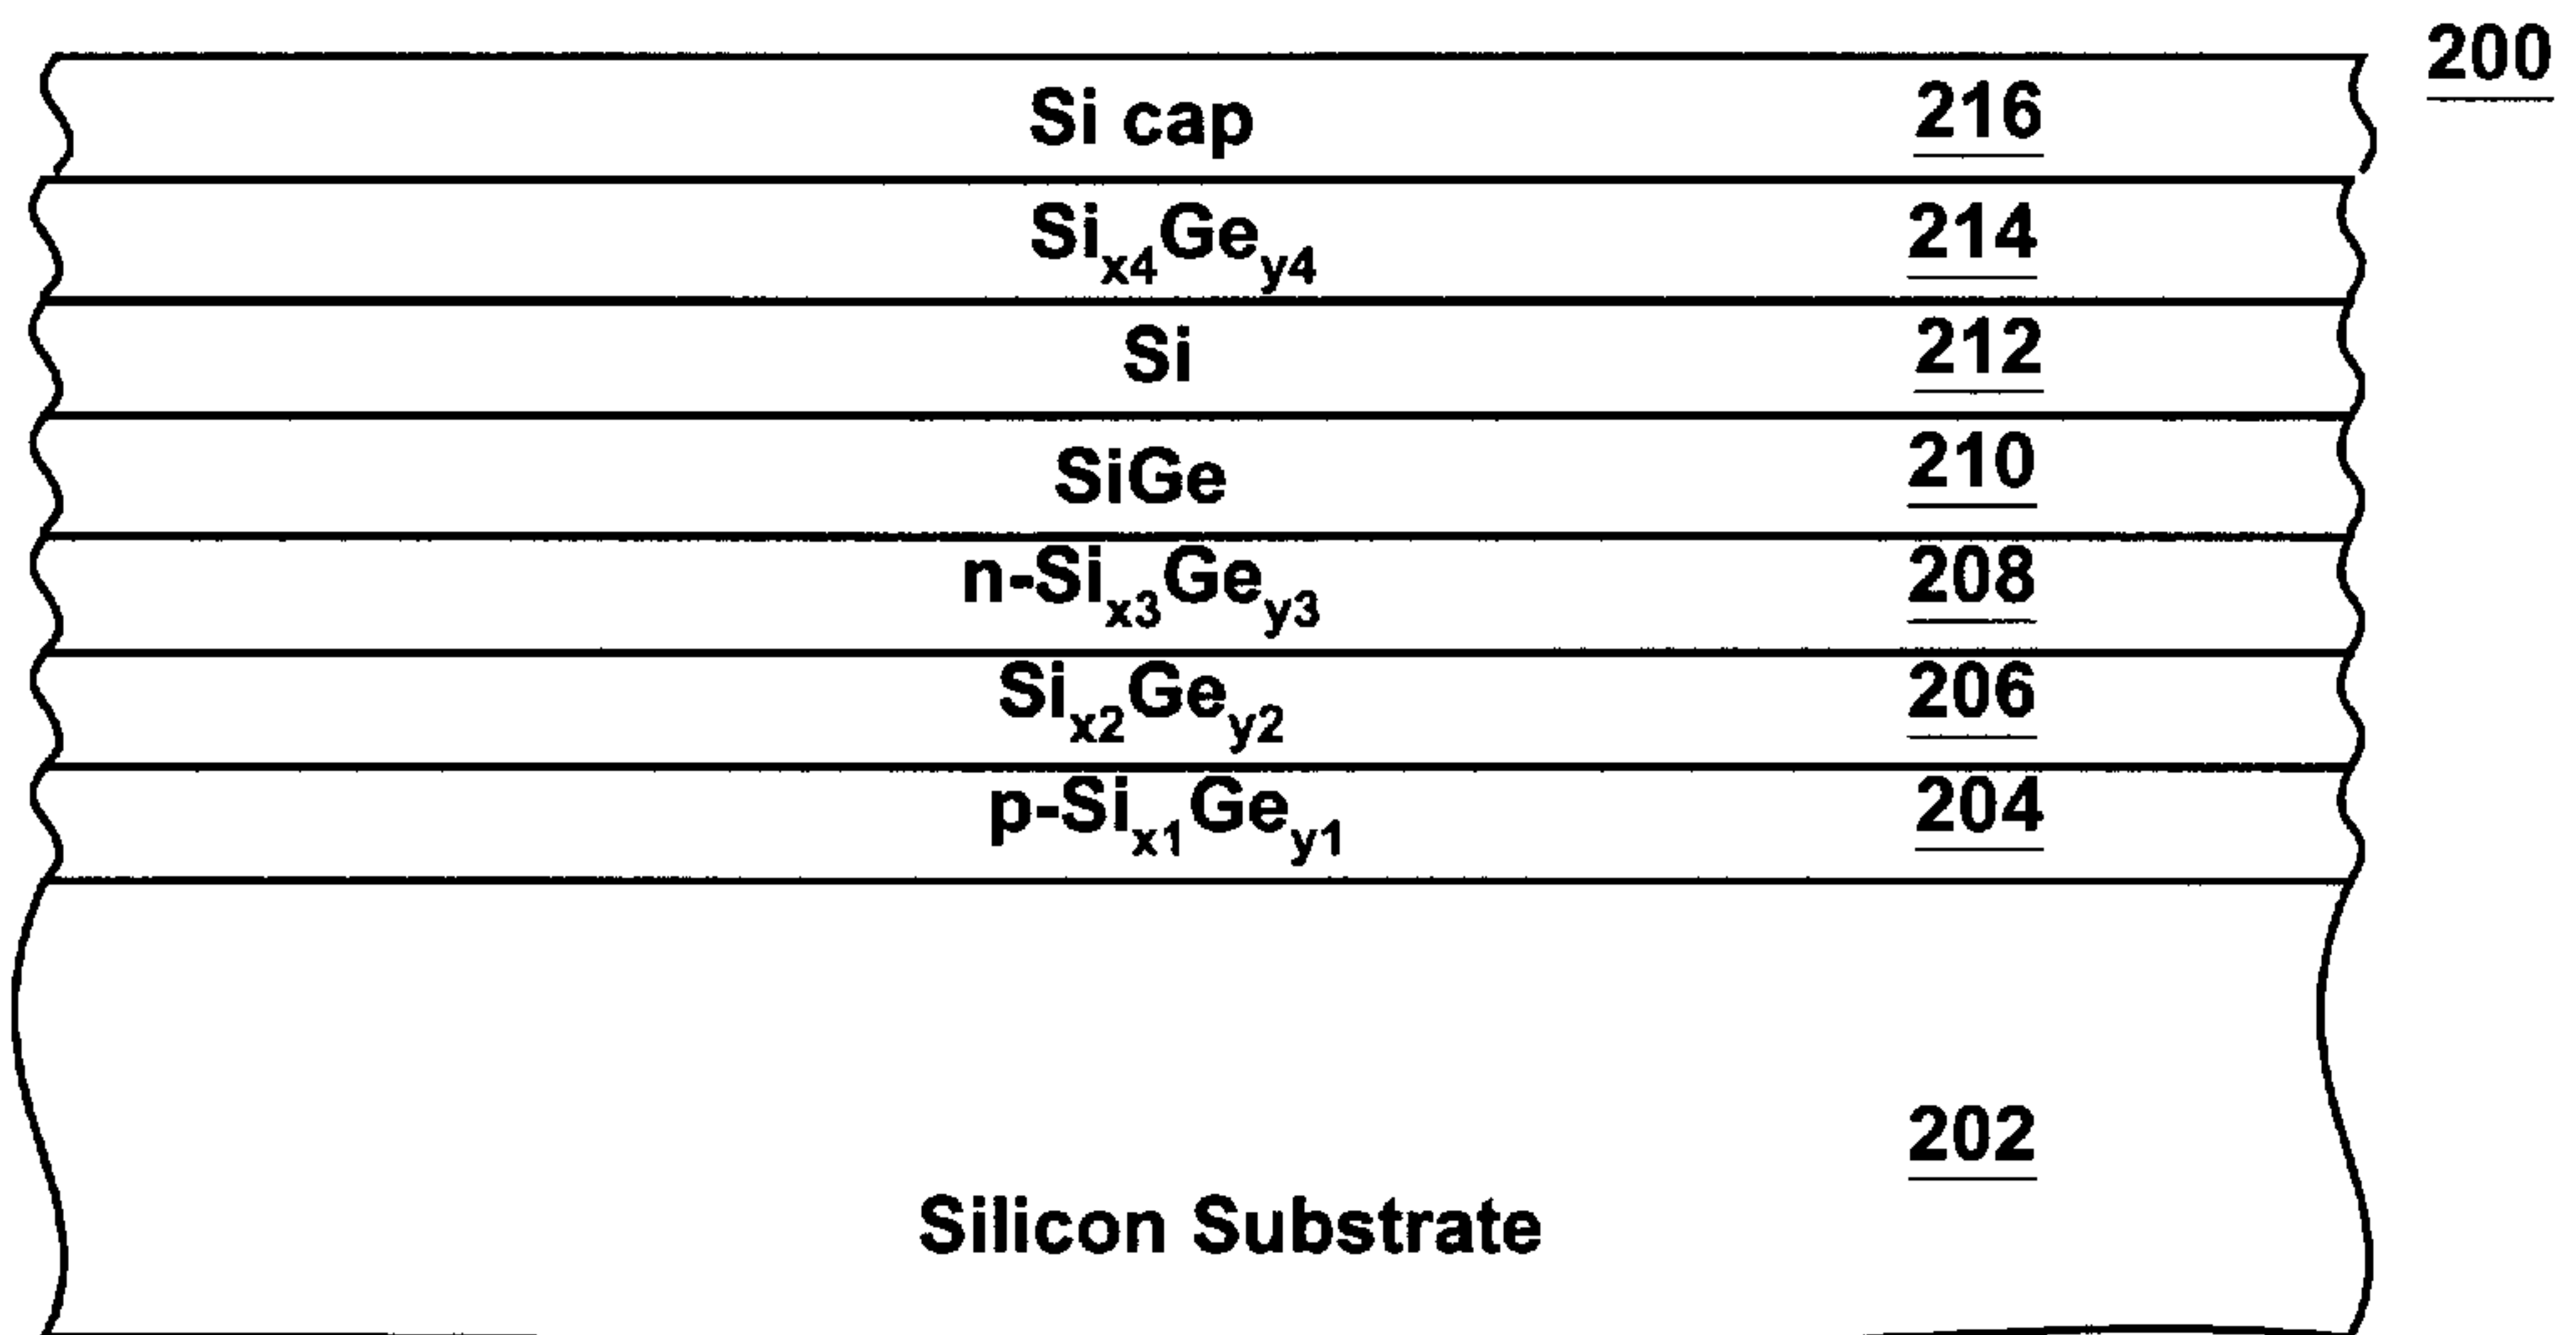 200
Si cap 216
Six4Gey4 214
Si 212
SiGe 210
n-Six3Gey3 208
Six2Gey2 206
p-Six1Gey1 204
202
Silicon Substrate